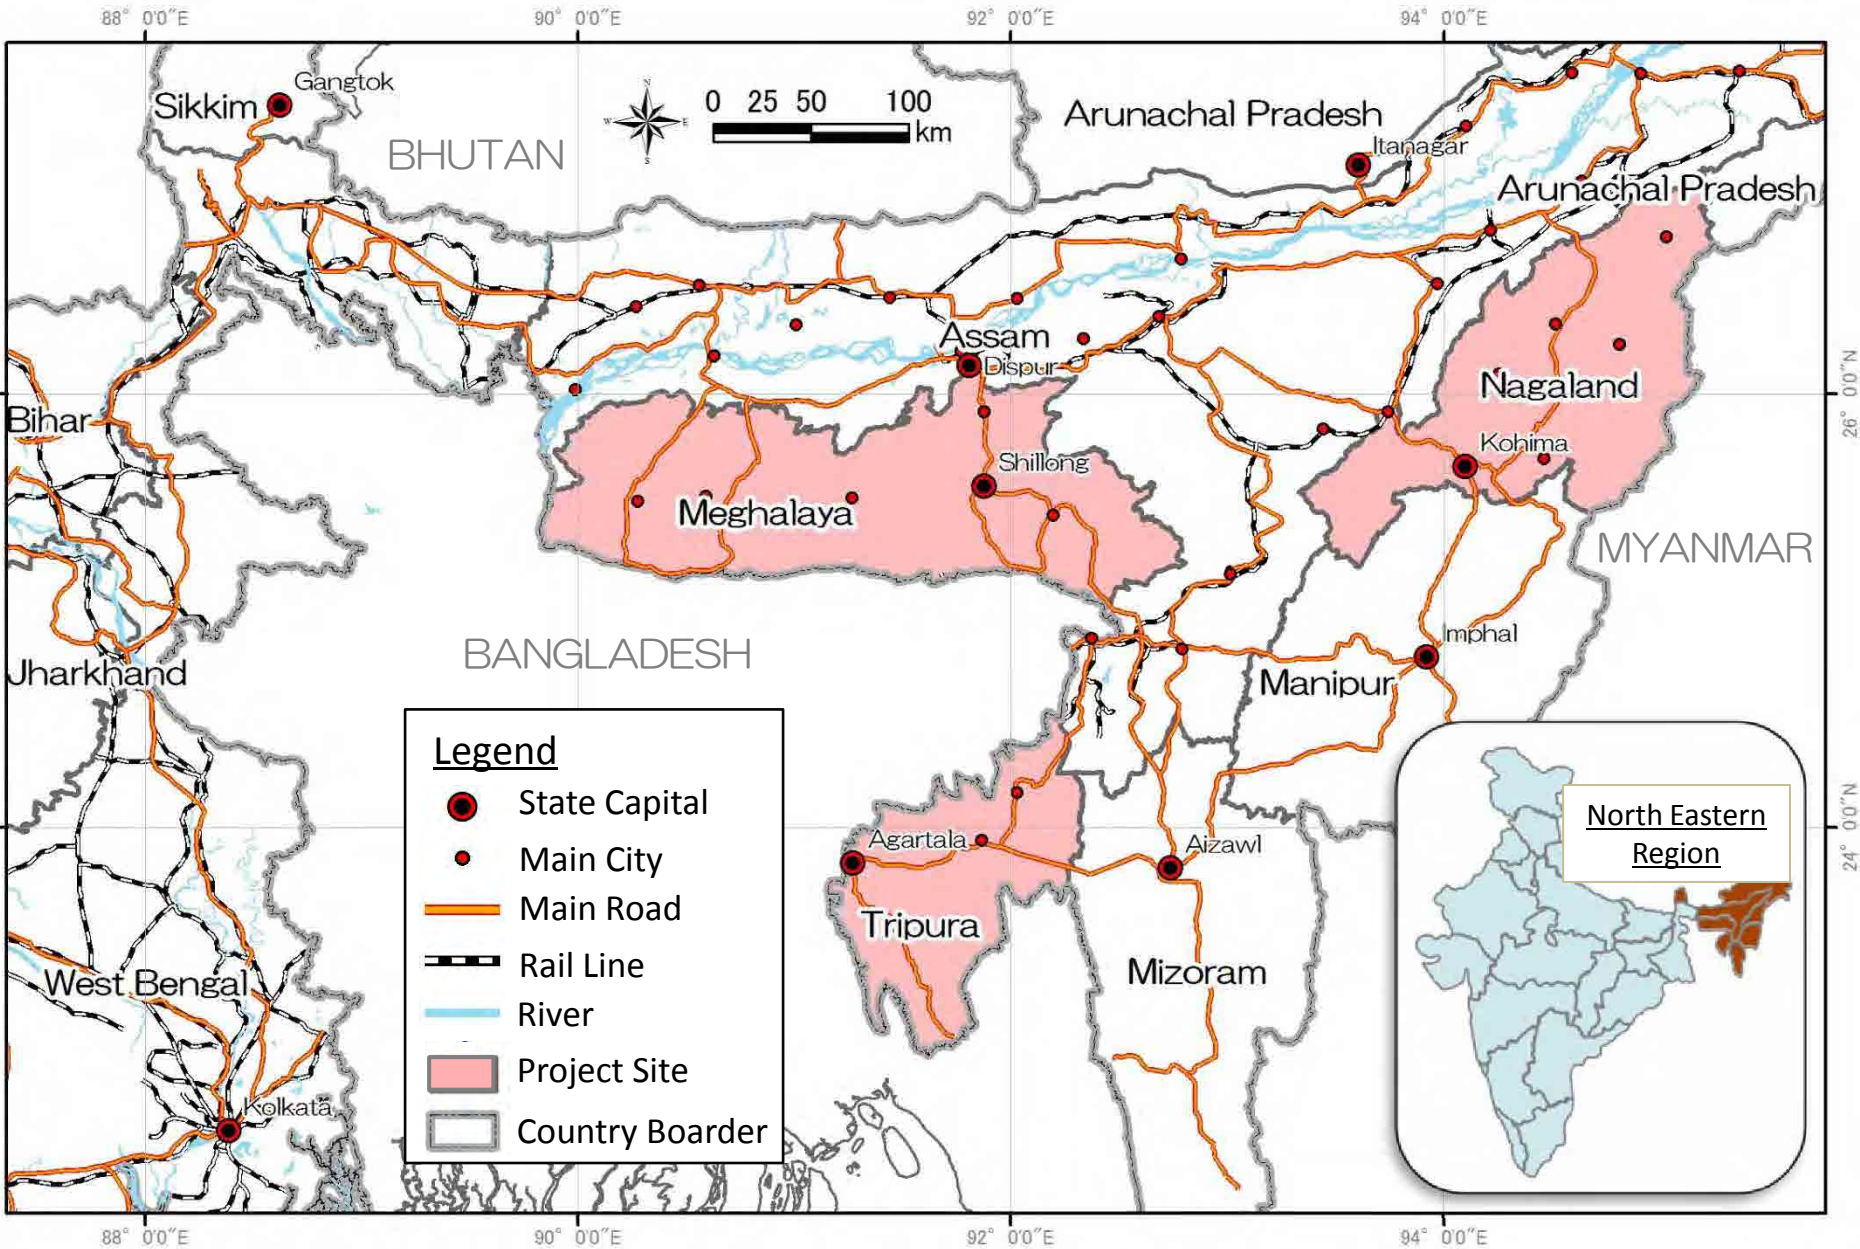 88° 0'0"E
90° 0'0"E
92° 0'0"E
94° 0'0"E
Gangtok
Sikkim
BHUTAN
N
W
E
S
0 25 50 100
km
Arunachal Pradesh
Itanagar
Arunachal Pradesh
Assam
Dispur
Nagaland
26° 0'0"N
Bihar
Kohima
Shillong
Meghalaya
MYANMAR
Imphal
BANGLADESH
Jharkhand
Manipur
Legend
State Capital
Main City
Main Road
Rail Line
River
Project Site
Country Boarder
North Eastern
Region
24° 0'0"N
Agartala
Aizawl
Tripura
Mizoram
West Bengal
Kolkata
88° 0'0"E
90° 0'0"E
92° 0'0"E
94° 0'0"E